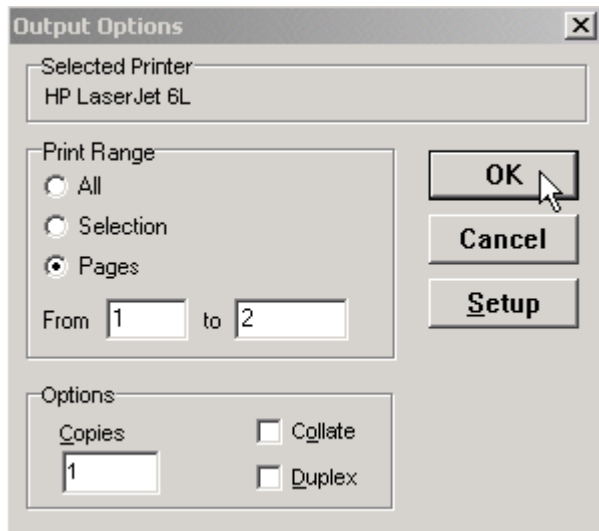 Output Options
Selected Printer
HP LaserJet 6L
Print Range
All
Selection
Pages
From 1 to 2
OK
Cancel
Setup
Options
Copies
1
Collate
Duplex